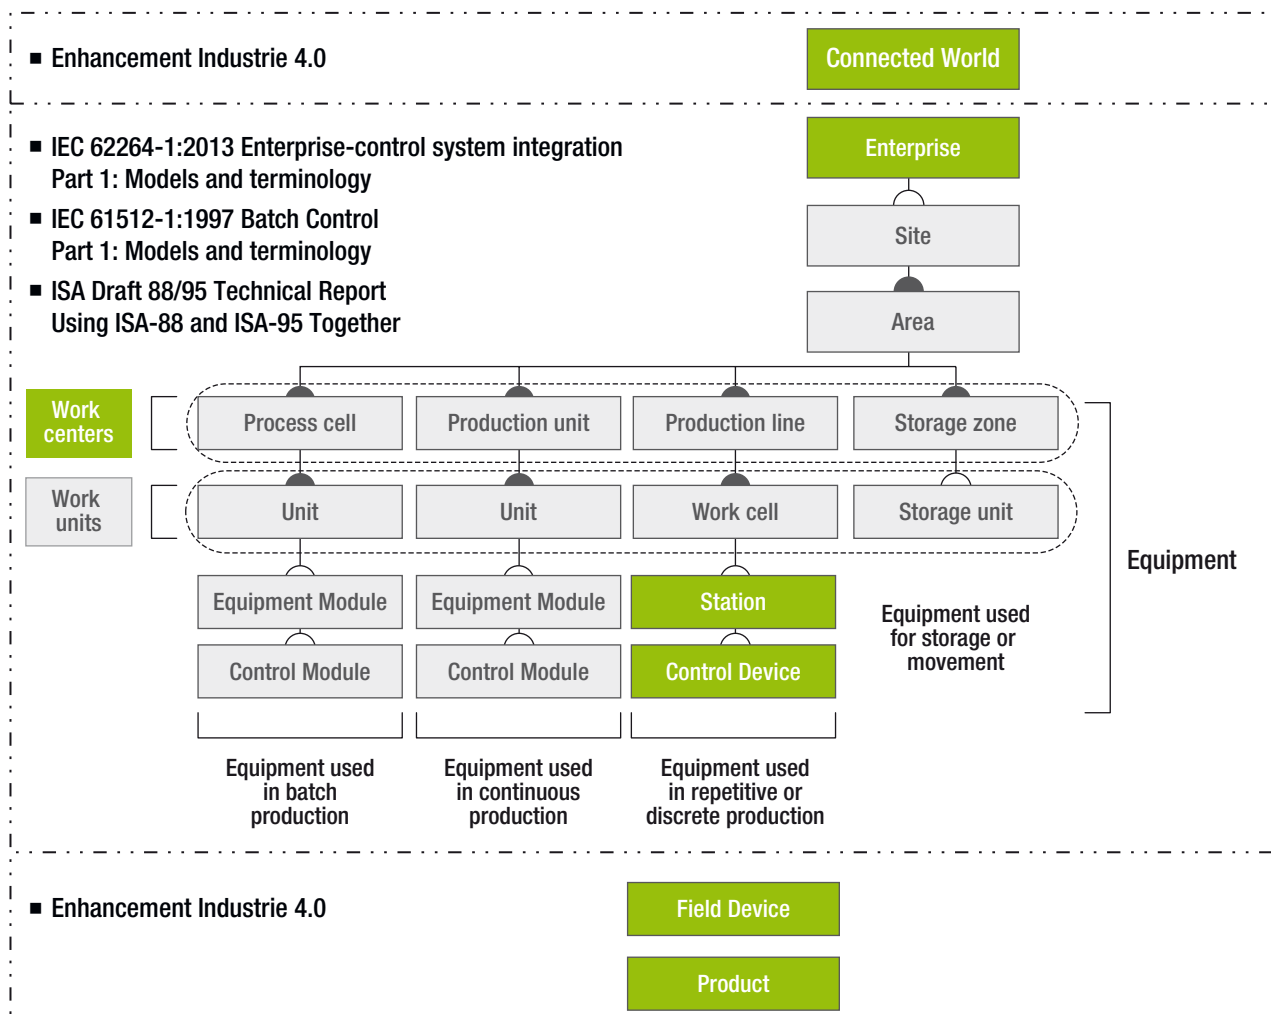 ■ Enhancement Industrie 4.0
Connected World
■ IEC 62264-1:2013 Enterprise-control system integration
Part 1: Models and terminology
■ IEC 61512-1:1997 Batch Control
Part 1: Models and terminology
■ ISA Draft 88/95 Technical Report
Using ISA-88 and ISA-95 Together
Enterprise
Site
Area
Work
centers
Process cell
Production unit
Production line
Storage zone
Work
units
Unit
Unit
Work cell
Storage unit
Equipment
Equipment Module
Equipment Module
Station
Equipment used
for storage or
movement
Control Module
Control Module
Control Device
Equipment used
in batch
production
Equipment used
in continuous
production
Equipment used
in repetitive or
discrete production
■ Enhancement Industrie 4.0
Field Device
Product